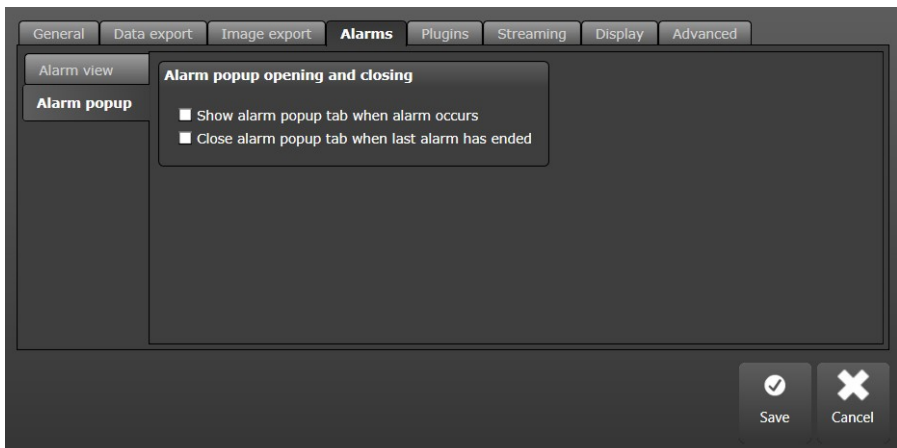 General Data export Image export Alarms Plugins Streaming Display Advanced
Alarm view
Alarm popup
Alarm popup opening and closing
Show alarm popup tab when alarm occurs
Close alarm popup tab when last alarm has ended
Save Cancel